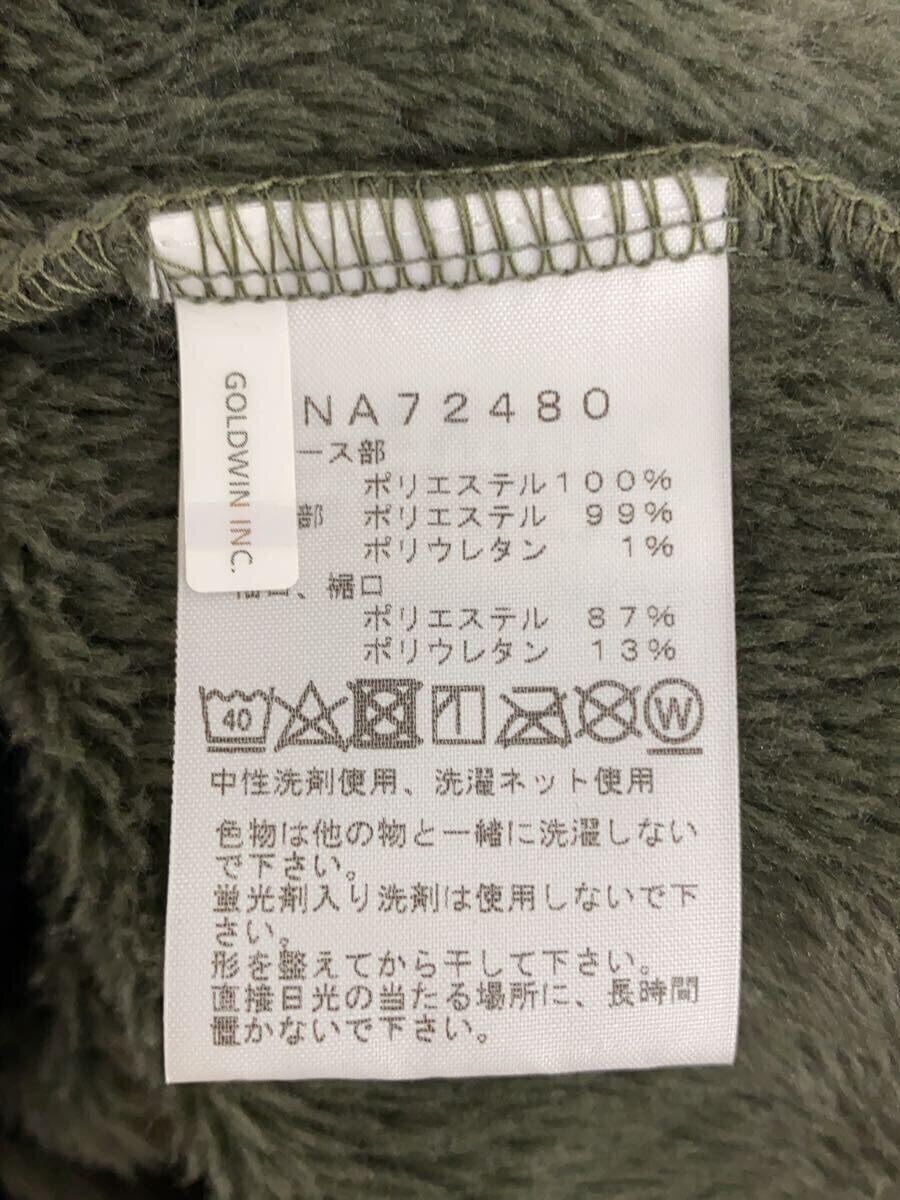 GOLDWIN INC.
NA72480
ース部
ポリエステル100%
部 ポリエステル 99%
ポリウレタン 1%
袖口、裾口
ポリエステル 87%
ポリウレタン 13%
40 W
中性洗剤使用、洗濯ネット使用
色物は他の物と一緒に洗濯しない
で下さい。
蛍光剤入り洗剤は使用しないで下
さい。
形を整えてから干して下さい。
直接日光の当たる場所に、長時間
置かないで下さい。